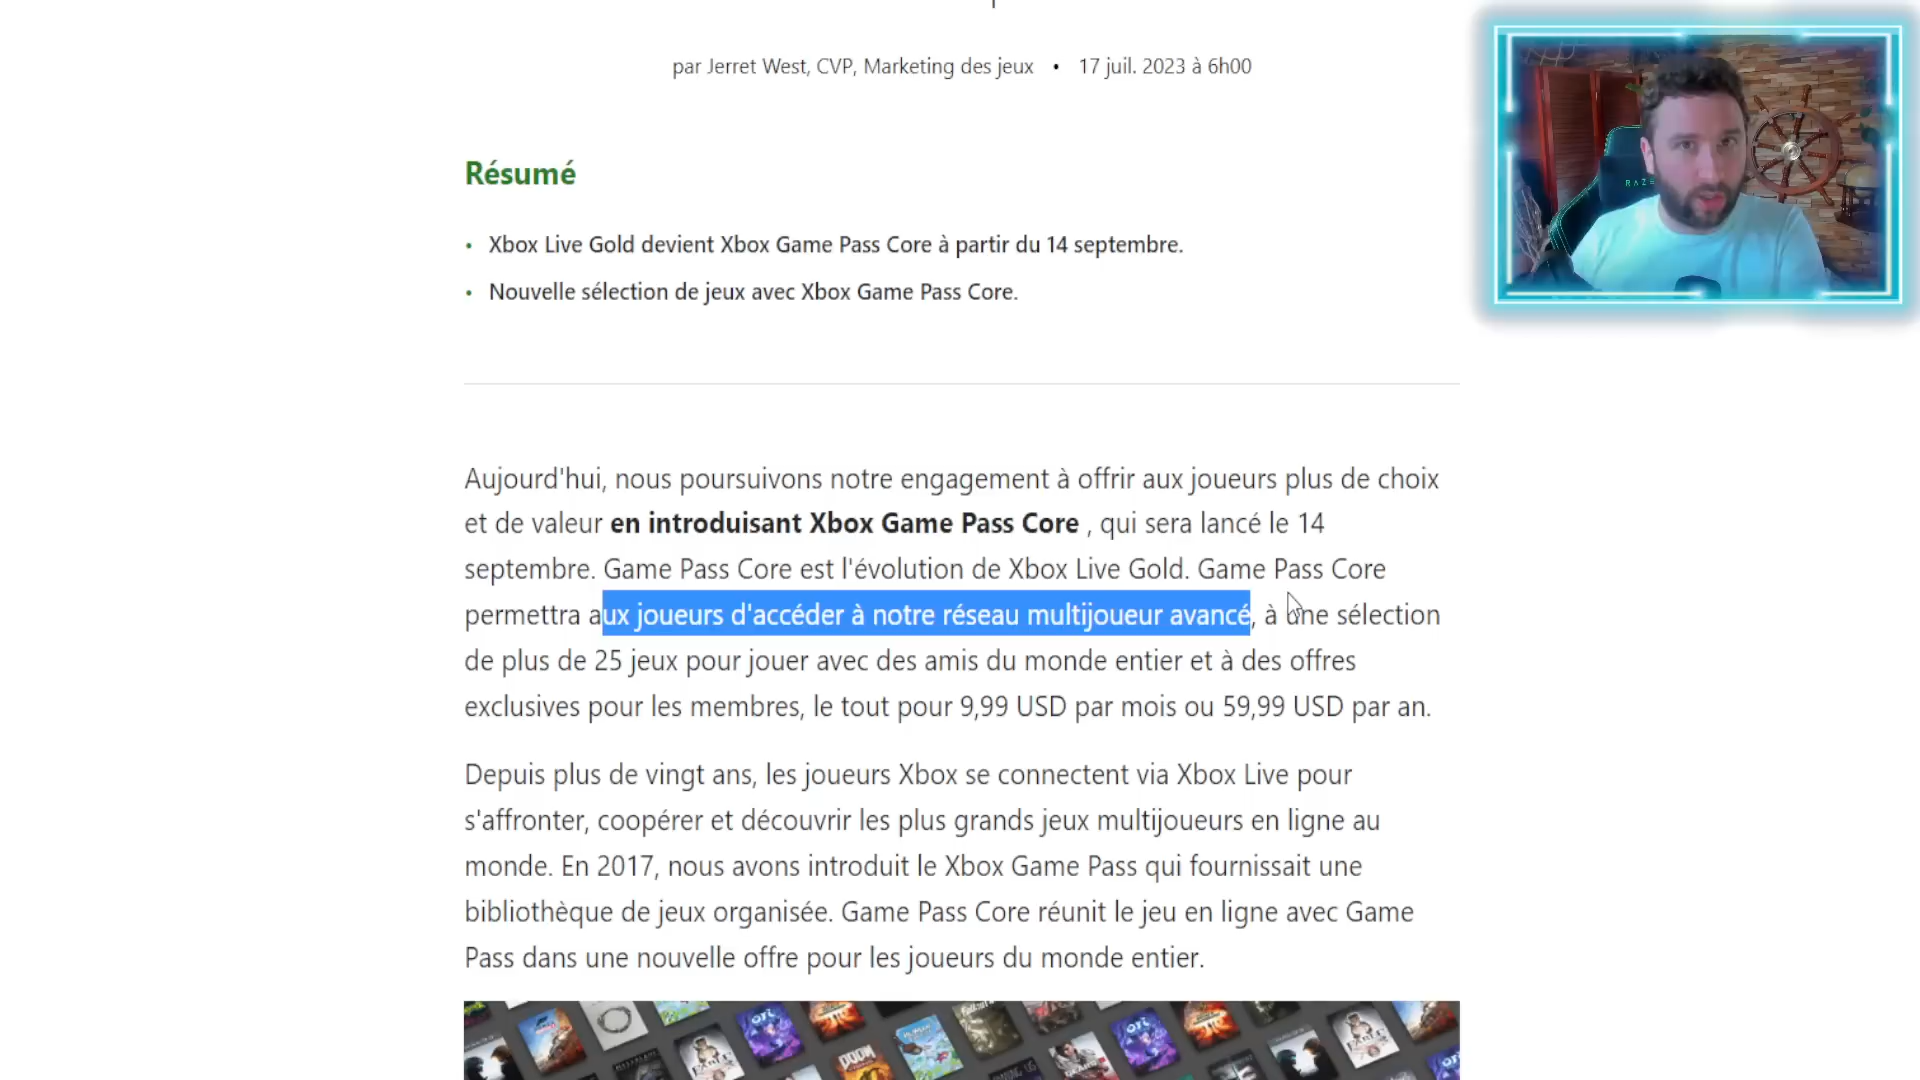 par Jerret West, CVP, Marketing des jeux • 17 juil. 2023 à 6h00
RAZE
Résumé
• Xbox Live Gold devient Xbox Game Pass Core à partir du 14 septembre.
• Nouvelle sélection de jeux avec Xbox Game Pass Core.
Aujourd'hui, nous poursuivons notre engagement à offrir aux joueurs plus de choix
et de valeur en introduisant Xbox Game Pass Core , qui sera lancé le 14
septembre. Game Pass Core est l'évolution de Xbox Live Gold. Game Pass Core
permettra aux joueurs d'accéder à notre réseau multijoueur avancé, à une sélection
de plus de 25 jeux pour jouer avec des amis du monde entier et à des offres
exclusives pour les membres, le tout pour 9,99 USD par mois ou 59,99 USD par an.
Depuis plus de vingt ans, les joueurs Xbox se connectent via Xbox Live pour
s'affronter, coopérer et découvrir les plus grands jeux multijoueurs en ligne au
monde. En 2017, nous avons introduit le Xbox Game Pass qui fournissait une
bibliothèque de jeux organisée. Game Pass Core réunit le jeu en ligne avec Game
Pass dans une nouvelle offre pour les joueurs du monde entier.
ori
DOOM
ori